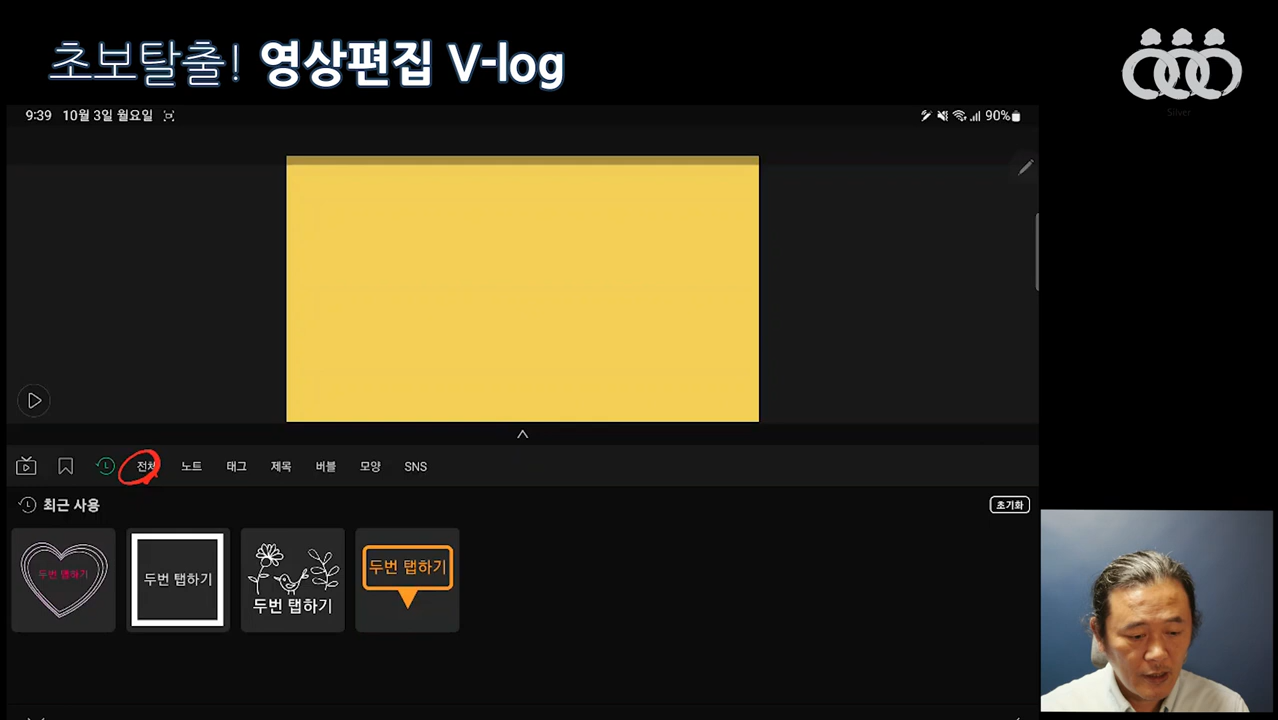 초보탈출! 영상편집 V-log
Silver
9:39 10월 3일 월요일
90%
전체 노트 태그 제목 버블 모양 SNS
최근 사용
초기화
두번 탭하기
두번 탭하기
두번 탭하기
두번 탭하기